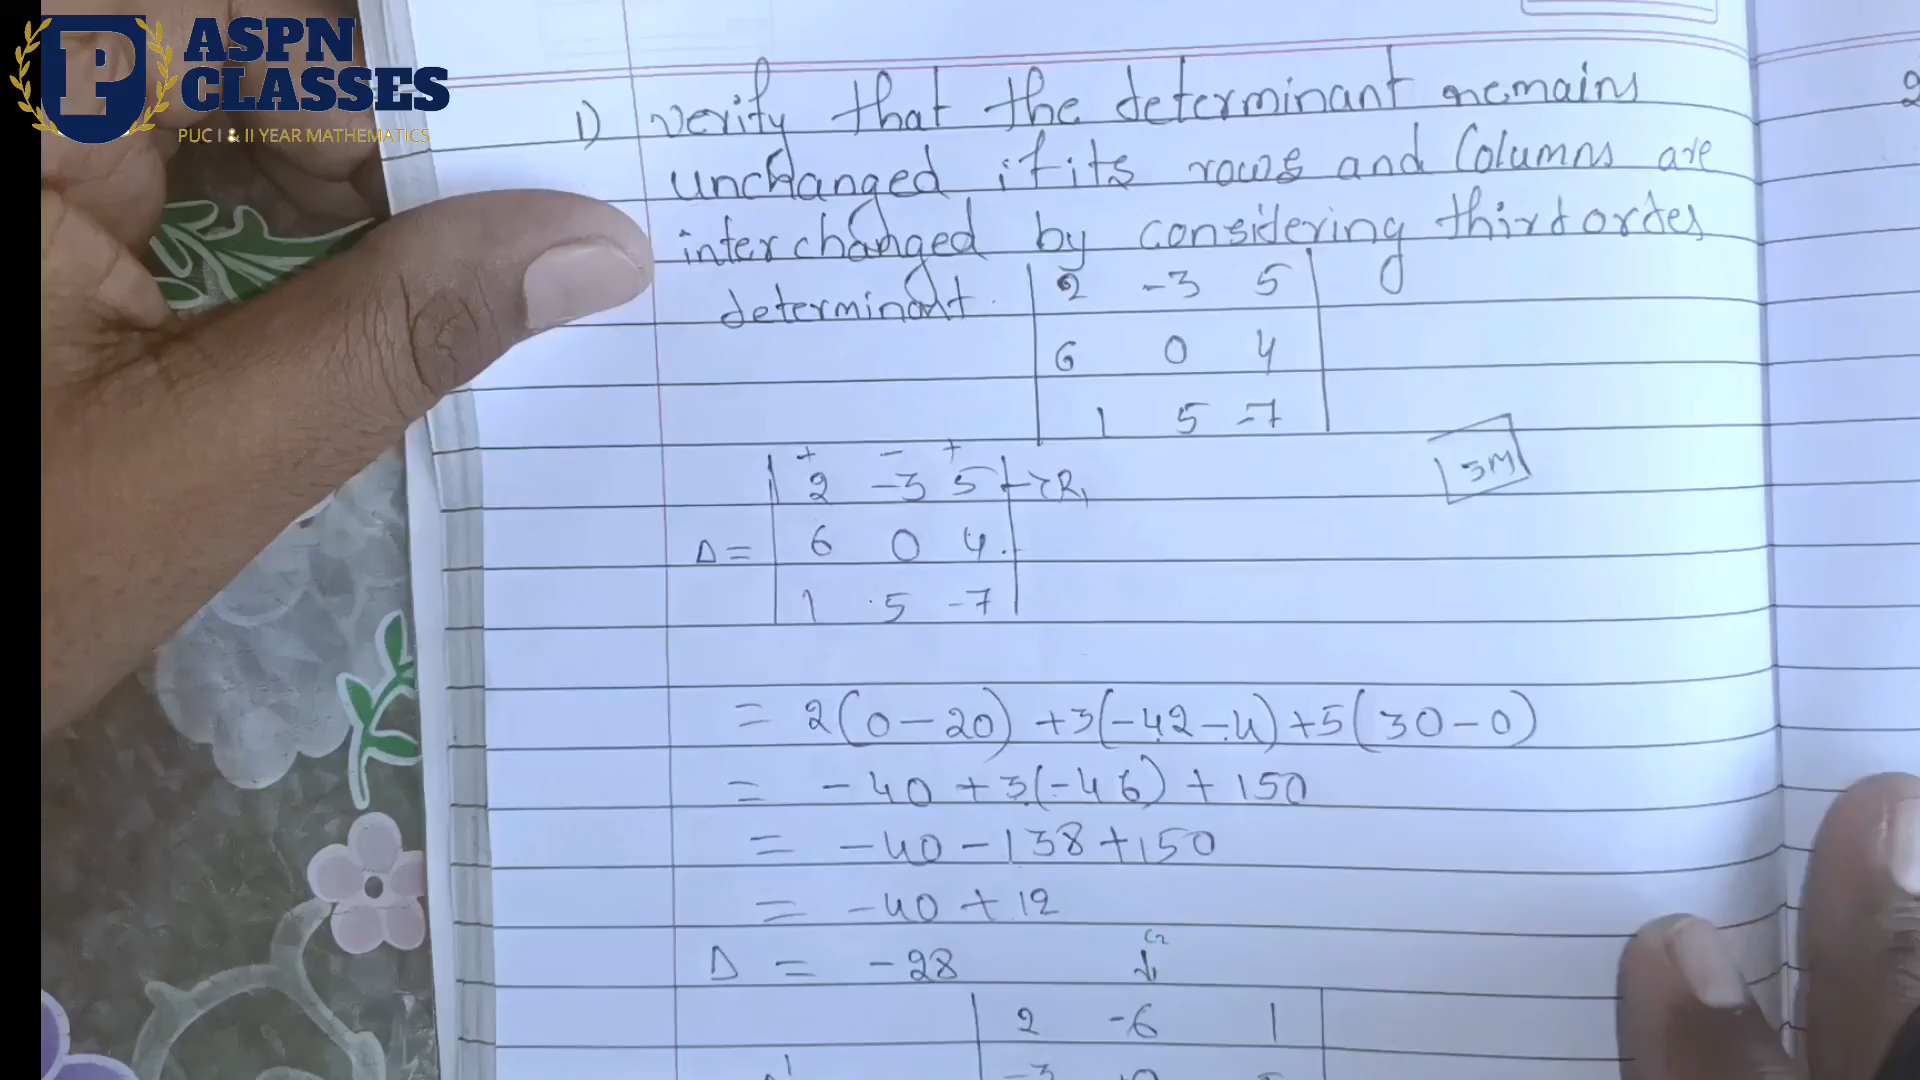 ASPN
CLASSES
PUC I & II YEAR MATHEMATICS
1) verify that the determinant remains
unchanged if its rows and Columns are
interchanged by considering third order
determinant. | 2 -3 5 |
6 0 4
1 5 -7
3M
+ - +
2 -3 5 → R1
Δ = 6 0 4
1 5 -7
= 2(0-20) +3(-42-4)+5(30-0)
= -40 +3(-46) + 150
= -40 -138 +150
= -40 + 12
Δ = -28
2 -6 1